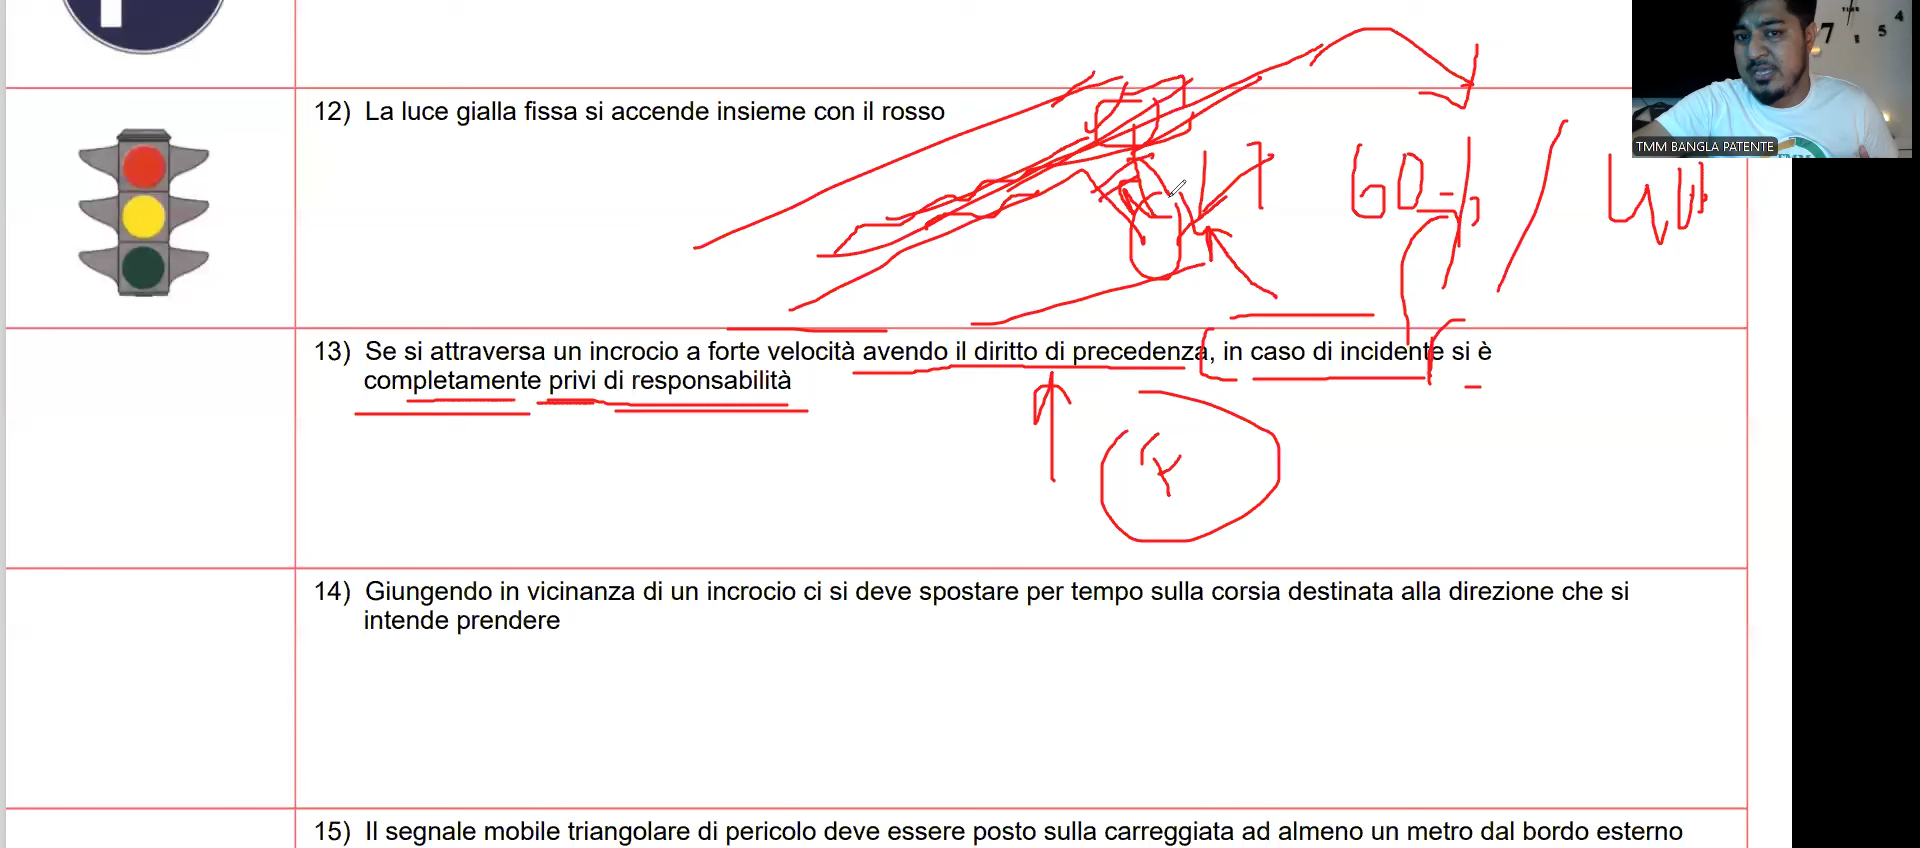 12) La luce gialla fissa si accende insieme con il rosso
TMM BANGLA PATENTE
7 5 4
60
13) Se si attraversa un incrocio a forte velocità avendo il diritto di precedenza, in caso di incidente si è
completamente privi di responsabilità
14) Giungendo in vicinanza di un incrocio ci si deve spostare per tempo sulla corsia destinata alla direzione che si
intende prendere
15) Il segnale mobile triangolare di pericolo deve essere posto sulla carreggiata ad almeno un metro dal bordo esterno